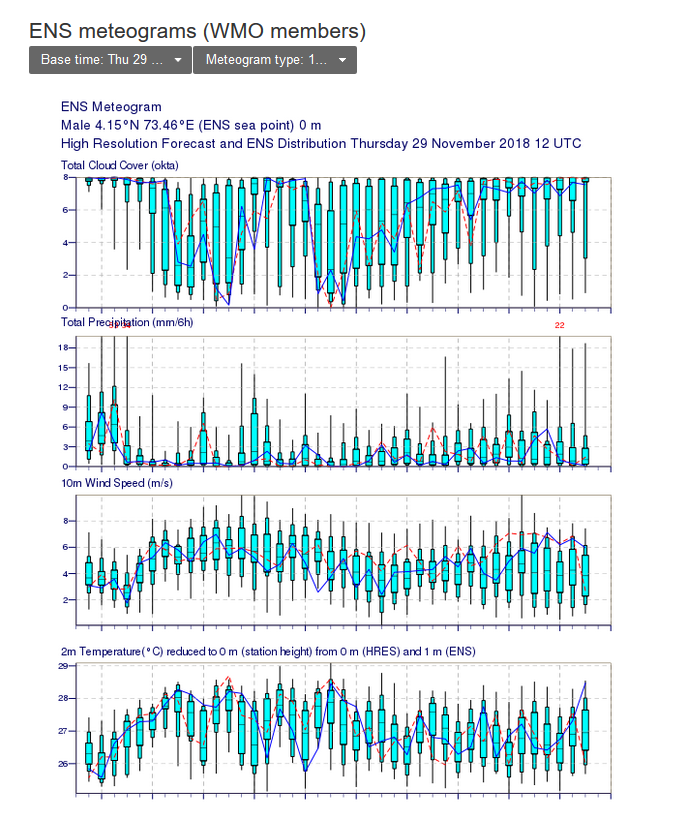 ENS meteograms (WMO members)
Base time: Thu 29 ... Meteogram type: 1...
ENS Meteogram
Male 4.15°N 73.46°E (ENS sea point) 0 m
High Resolution Forecast and ENS Distribution Thursday 29 November 2018 12 UTC
Total Cloud Cover (okta)
8
6
4
2
0
Total Precipitation (mm/6h)
22
18
15
12
9
6
3
0
10m Wind Speed (m/s)
8
6
4
2
2m Temperature(°C) reduced to 0 m (station height) from 0 m (HRES) and 1 m (ENS)
29
28
27
26